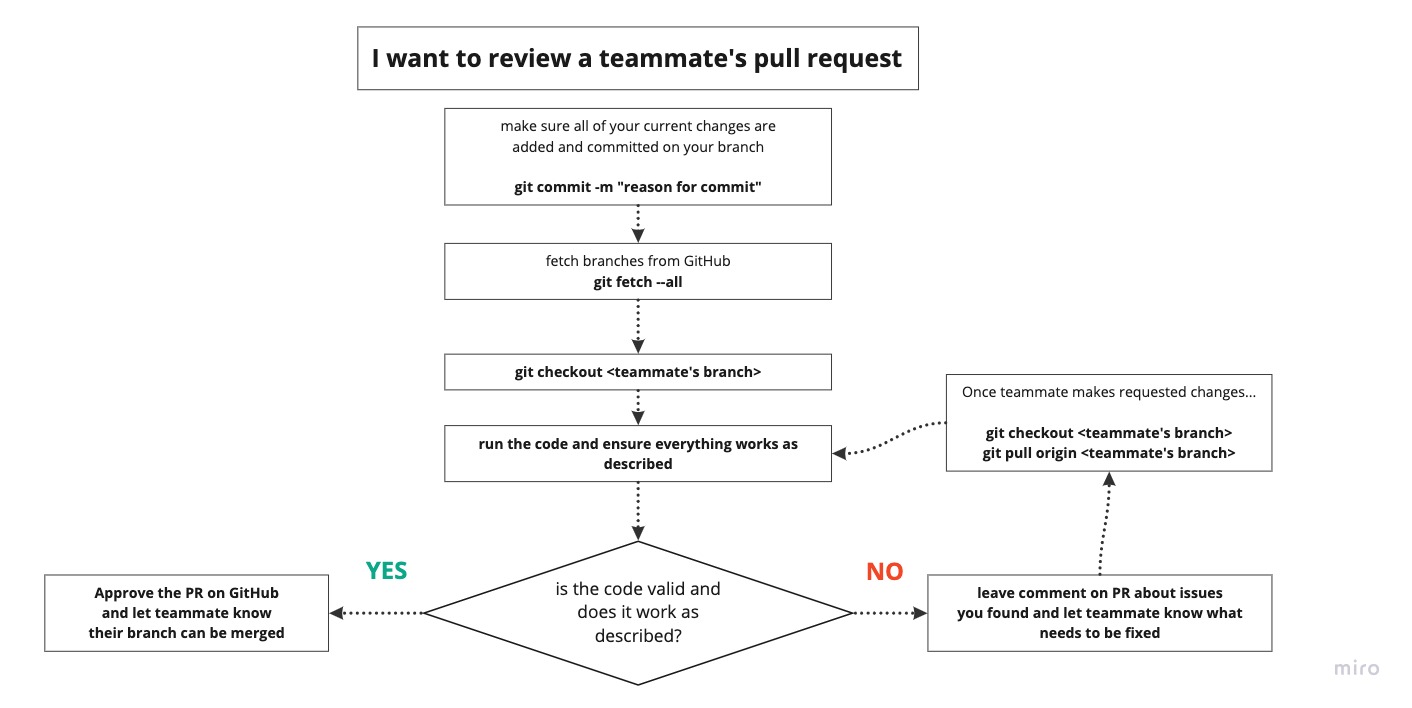 I want to review a teammate's pull request
make sure all of your current changes are
added and committed on your branch
git commit -m "reason for commit"
fetch branches from GitHub
git fetch --all
git checkout <teammate's branch>
run the code and ensure everything works as
described
Once teammate makes requested changes...
git checkout <teammate's branch>
git pull origin <teammate's branch>
is the code valid and
does it work as
described?
YES
Approve the PR on GitHub
and let teammate know
their branch can be merged
NO
leave comment on PR about issues
you found and let teammate know what
needs to be fixed
miro